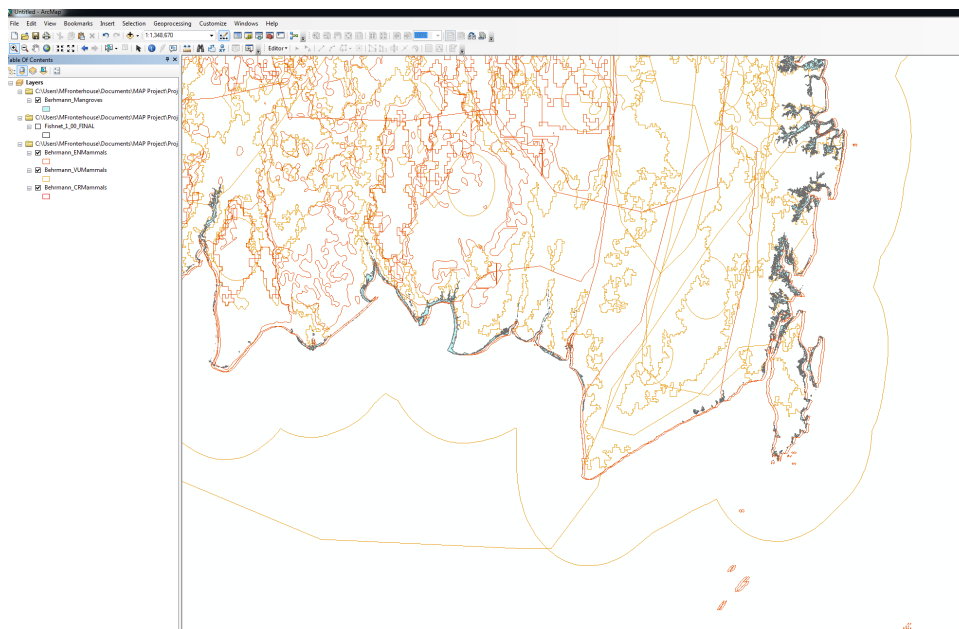 Untitled - ArcMap
File Edit View Bookmarks Insert Selection Geoprocessing Customize Windows Help
1:1,348,670
Editor
able Of Contents
Layers
C:\Users\MFronterhouse\Documents\MAP Project\Proj
Behrmann_Mangroves
C:\Users\MFronterhouse\Documents\MAP Project\Proj
Fishnet_1_00_FINAL
C:\Users\MFronterhouse\Documents\MAP Project\Proj
Behrmann_ENMammals
Behrmann_VUMammals
Behrmann_CRMammals